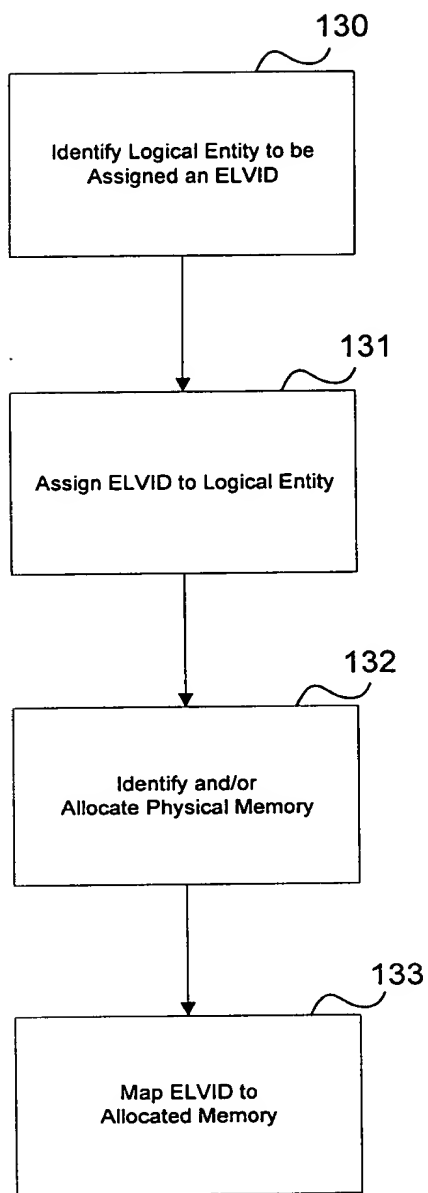 130
Identify Logical Entity to be
Assigned an ELVID
131
Assign ELVID to Logical Entity
132
Identify and/or
Allocate Physical Memory
133
Map ELVID to
Allocated Memory